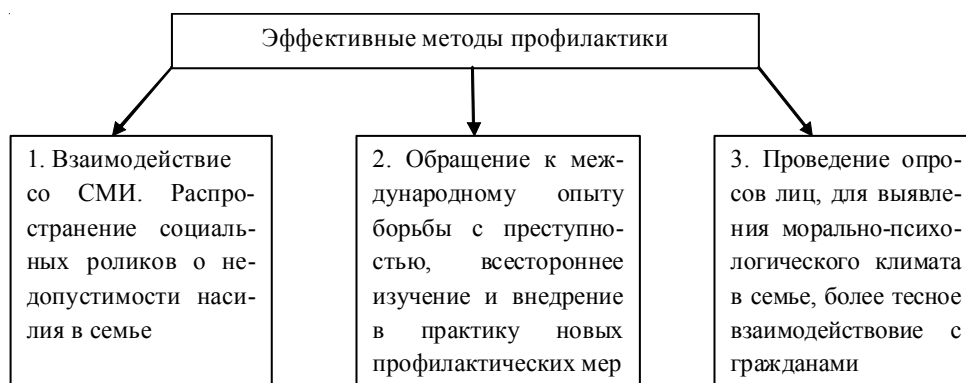 Эффективные методы профилактики
1. Взаимодействие
со СМИ. Распро-
странение социаль-
ных роликов о не-
допустимости наси-
лия в семье
2. Обращение к меж-
дународному опыту
борьбы с преступно-
стью, всестороннее
изучение и внедрение
в практику новых
профилактических мер
3. Проведение опро-
сов лиц, для выявле-
ния морально-психо-
логического климата
в семье, более тесное
взаимодействовие с
гражданами